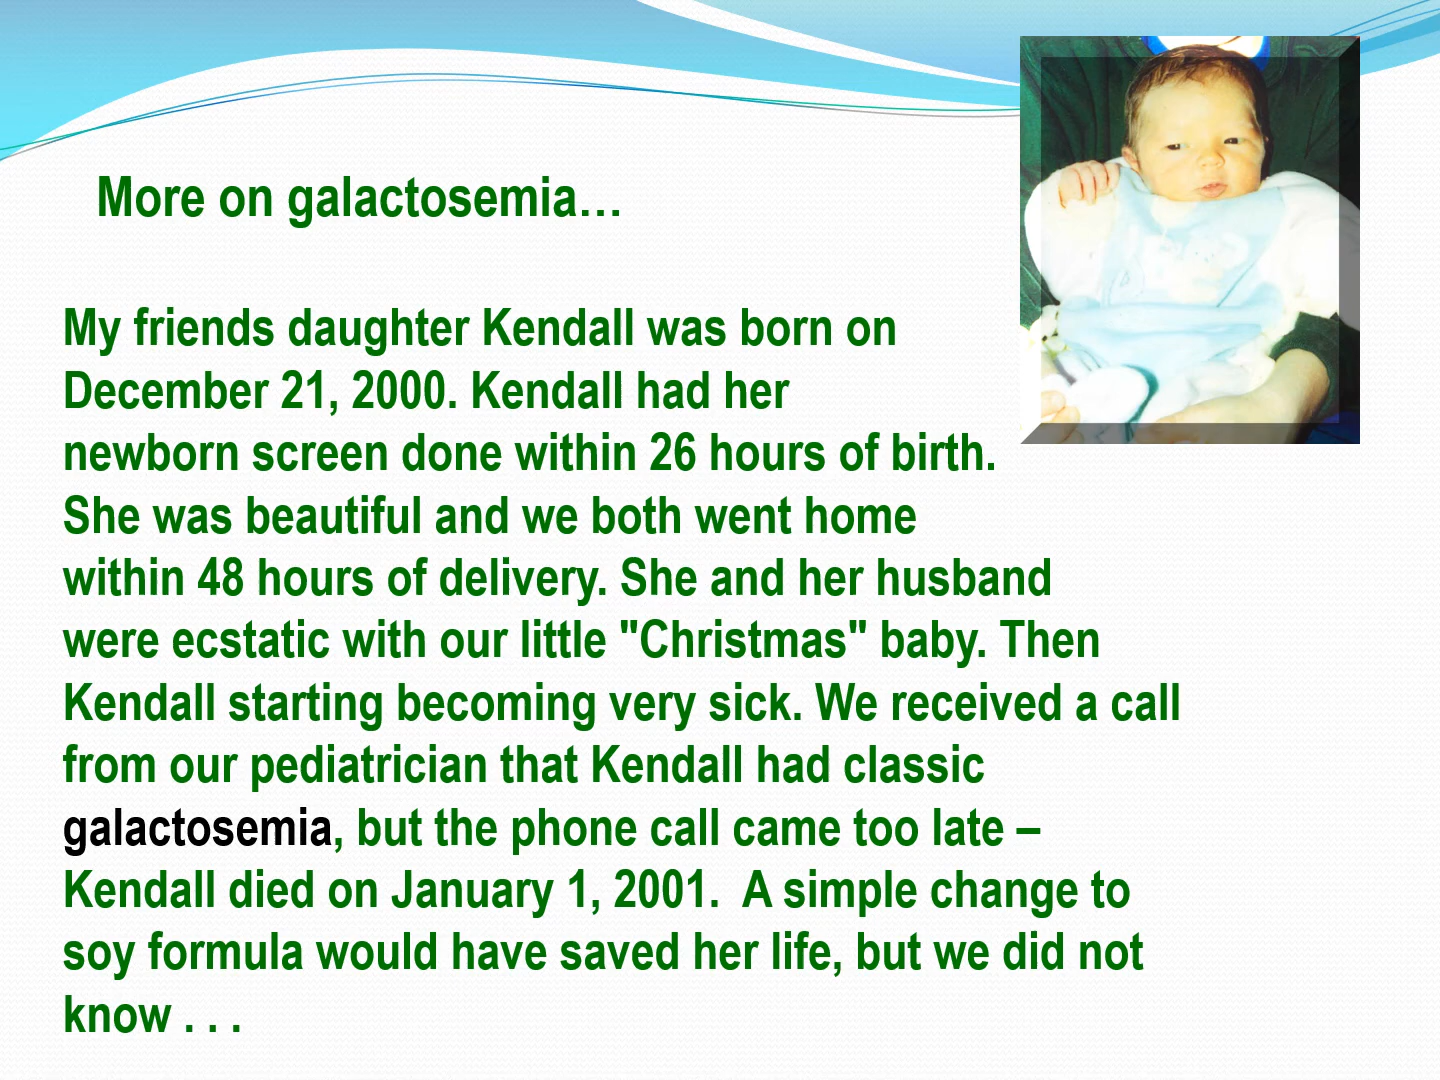 More on galactosemia…
My friends daughter Kendall was born on
December 21, 2000. Kendall had her
newborn screen done within 26 hours of birth.
She was beautiful and we both went home
within 48 hours of delivery. She and her husband
were ecstatic with our little "Christmas" baby. Then
Kendall starting becoming very sick. We received a call
from our pediatrician that Kendall had classic
galactosemia, but the phone call came too late –
Kendall died on January 1, 2001.  A simple change to
soy formula would have saved her life, but we did not
know . . .